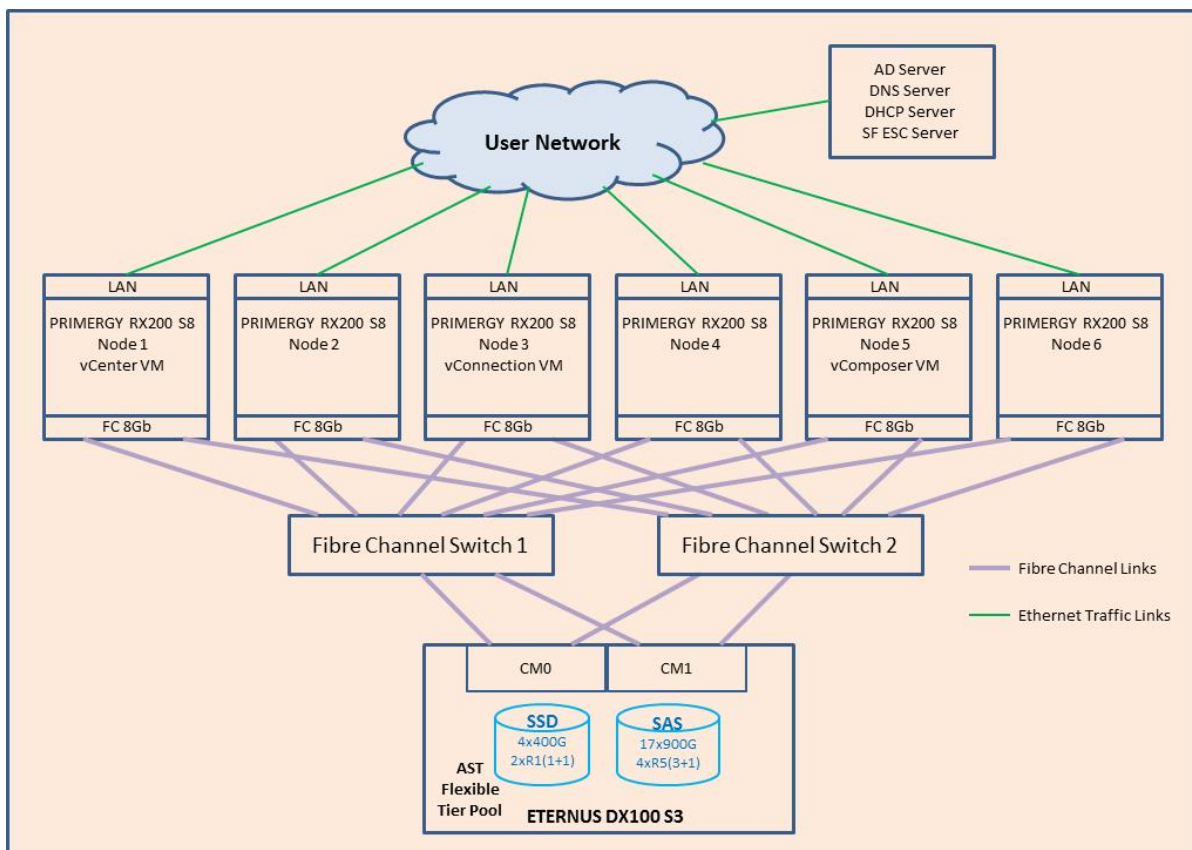 AD Server
DNS Server
DHCP Server
SF ESC Server
User Network
LAN
PRIMERGY RX200 S8
Node 1
vCenter VM
FC 8Gb
LAN
PRIMERGY RX200 S8
Node 2
FC 8Gb
LAN
PRIMERGY RX200 S8
Node 3
vConnection VM
FC 8Gb
LAN
PRIMERGY RX200 S8
Node 4
FC 8Gb
LAN
PRIMERGY RX200 S8
Node 5
vComposer VM
FC 8Gb
LAN
PRIMERGY RX200 S8
Node 6
FC 8Gb
Fibre Channel Switch 1
Fibre Channel Switch 2
Fibre Channel Links
Ethernet Traffic Links
CM0
CM1
SSD
4x400G
2xR1(1+1)
SAS
17x900G
4xR5(3+1)
AST
Flexible
Tier Pool
ETERNUS DX100 S3